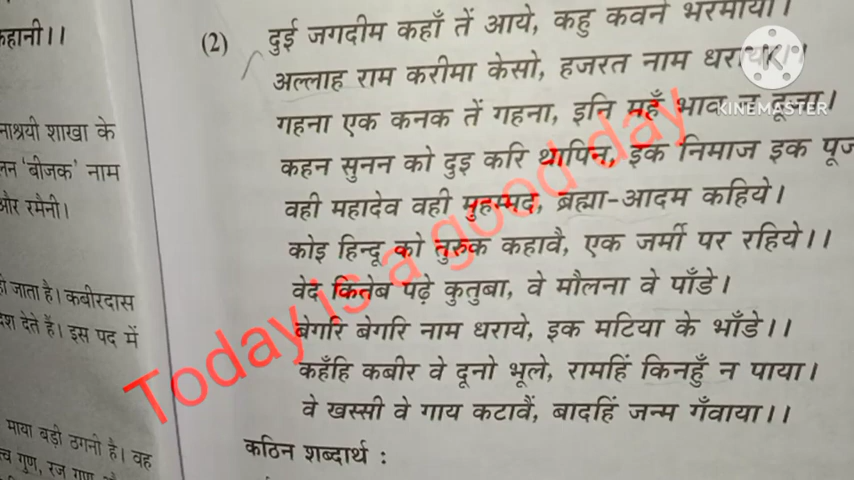 कहानी।।
(2) दुई जगदीम कहाँ तें आये, कहु कवने भरमाया।
अल्लाह राम करीमा केसो, हजरत नाम धराया।।
गहना एक कनक तें गहना, इनि महँ भाव न दूजा।
कहन सुनन को दुइ करि थापिन, इक निमाज इक पूज
वही महादेव वही मुहम्मद, ब्रह्मा-आदम कहिये।
कोइ हिन्दू को तुरुक कहावै, एक जमीं पर रहिये।।
वेद कितेब पढ़े कुतुबा, वे मौलना वे पाँडे।
बेगरि बेगरि नाम धराये, इक मटिया के भाँडे।।
कहँहि कबीर वे दूनो भूले, रामहिं किनहुँ न पाया।
वे खस्सी वे गाय कटावैं, बादहिं जन्म गँवाया।।
कठिन शब्दार्थ :
नाश्रयी शाखा के
लन 'बीजक' नाम
और रमैनी।
हो जाता है। कबीरदास
देश देते हैं। इस पद में
माया बड़ी ठगनी है। वह
गुण, रज गुण
Today is a good day
KINEMASTER